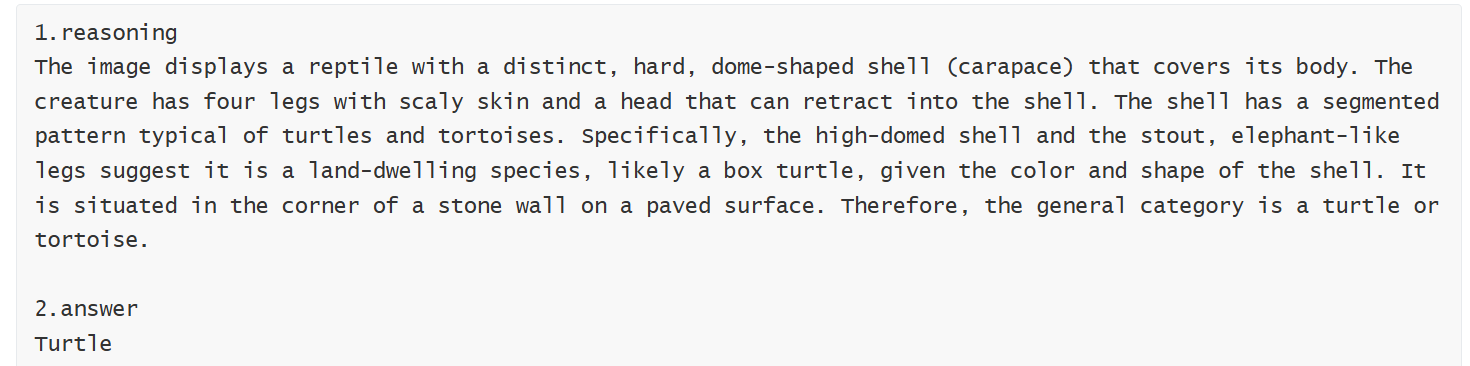 1.reasoning
The image displays a reptile with a distinct, hard, dome-shaped shell (carapace) that covers its body. The
creature has four legs with scaly skin and a head that can retract into the shell. The shell has a segmented
pattern typical of turtles and tortoises. Specifically, the high-domed shell and the stout, elephant-like
legs suggest it is a land-dwelling species, likely a box turtle, given the color and shape of the shell. It
is situated in the corner of a stone wall on a paved surface. Therefore, the general category is a turtle or
tortoise.
2.answer
Turtle